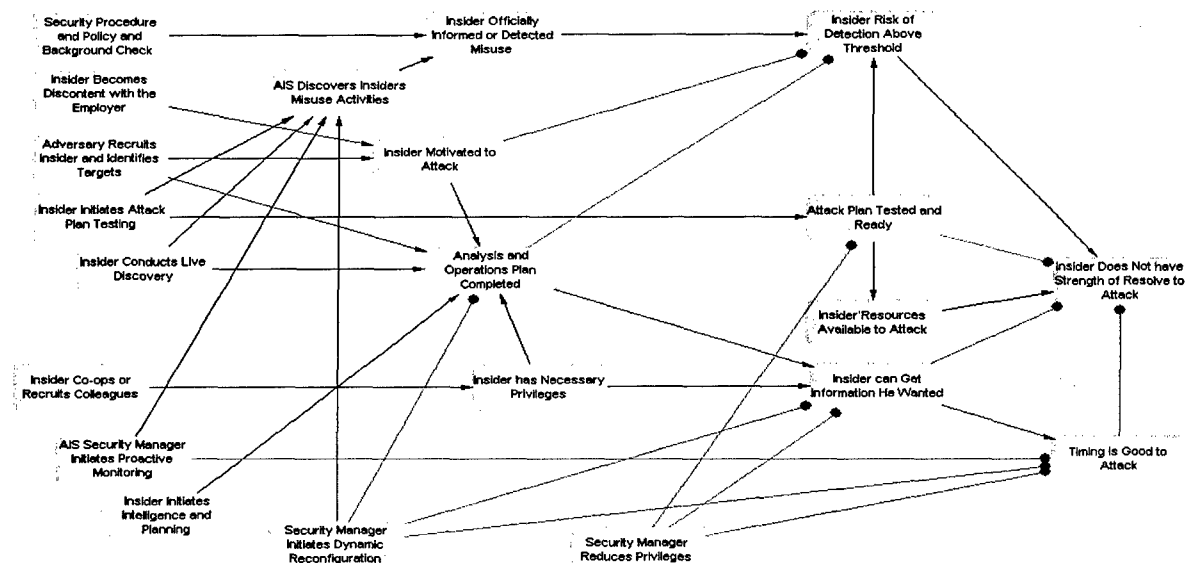 Security Procedure
and Policy and
Background Check
Insider Officially
Informed or Detected
Misuse
Insider Risk of
Detection Above
Threshold
Insider Becomes
Discontent with the
Employer
AIS Discovers Insiders
Misuse Activities
Adversary Recruits
Insider and Identifies
Targets
Insider Motivated to
Attack
Insider Initiates Attack
Plan Testing
Attack Plan Tested and
Ready
Insider Conducts Live
Discovery
Analysis and
Operations Plan
Completed
Insider Does Not have
Strength of Resolve to
Attack
Insider'Resources
Available to Attack
Insider Co-ops or
Recruits Colleagues
Insider has Necessary
Privileges
Insider can Get
Information He Wanted
AIS Security Manager
Initiates Proactive
Monitoring
Timing is Good to
Attack
Insider Initiates
Intelligence and
Planning
Security Manager
Initiates Dynamic
Reconfiguration
Security Manager
Reduces Privileges